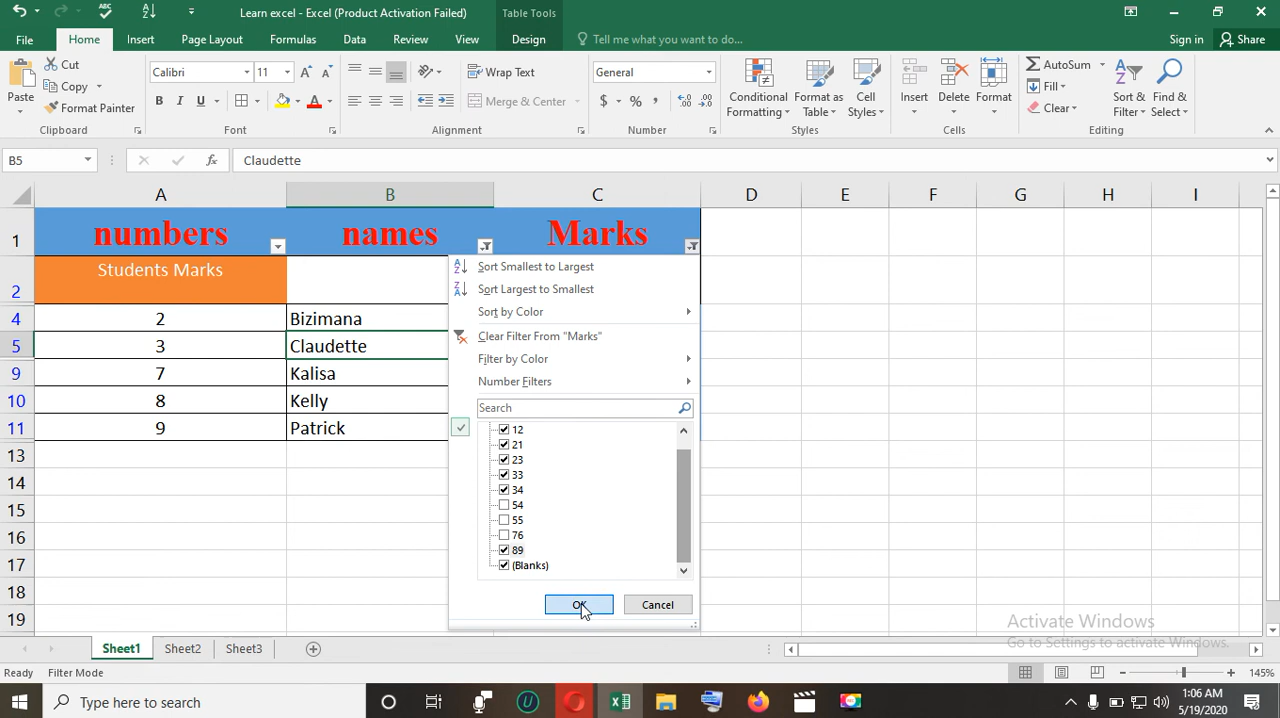 Learn excel - Excel (Product Activation Failed)
Table Tools
File Home Insert Page Layout Formulas Data Review View Design Tell me what you want to do... Sign in Share
Paste
Cut
Copy
Format Painter
Clipboard
Calibri 11
B I U
Font
Wrap Text
Merge & Center
Alignment
General
$ % ,
Number
Conditional Formatting
Format as Table
Cell Styles
Styles
Insert Delete Format
Cells
AutoSum
Fill
Clear
Sort & Filter
Find & Select
Editing
B5 fx Claudette
A B C D E F G H I
1 numbers names Marks
2 Students Marks
4 2 Bizimana
5 3 Claudette
9 7 Kalisa
10 8 Kelly
11 9 Patrick
13
14
15
16
17
18
19
Sort Smallest to Largest
Sort Largest to Smallest
Sort by Color
Clear Filter From "Marks"
Filter by Color
Number Filters
Search
12
21
23
33
34
54
55
76
89
(Blanks)
OK Cancel
Activate Windows
Go to Settings to activate Windows.
Sheet1 Sheet2 Sheet3
Ready Filter Mode 145%
Type here to search
1:06 AM
5/19/2020